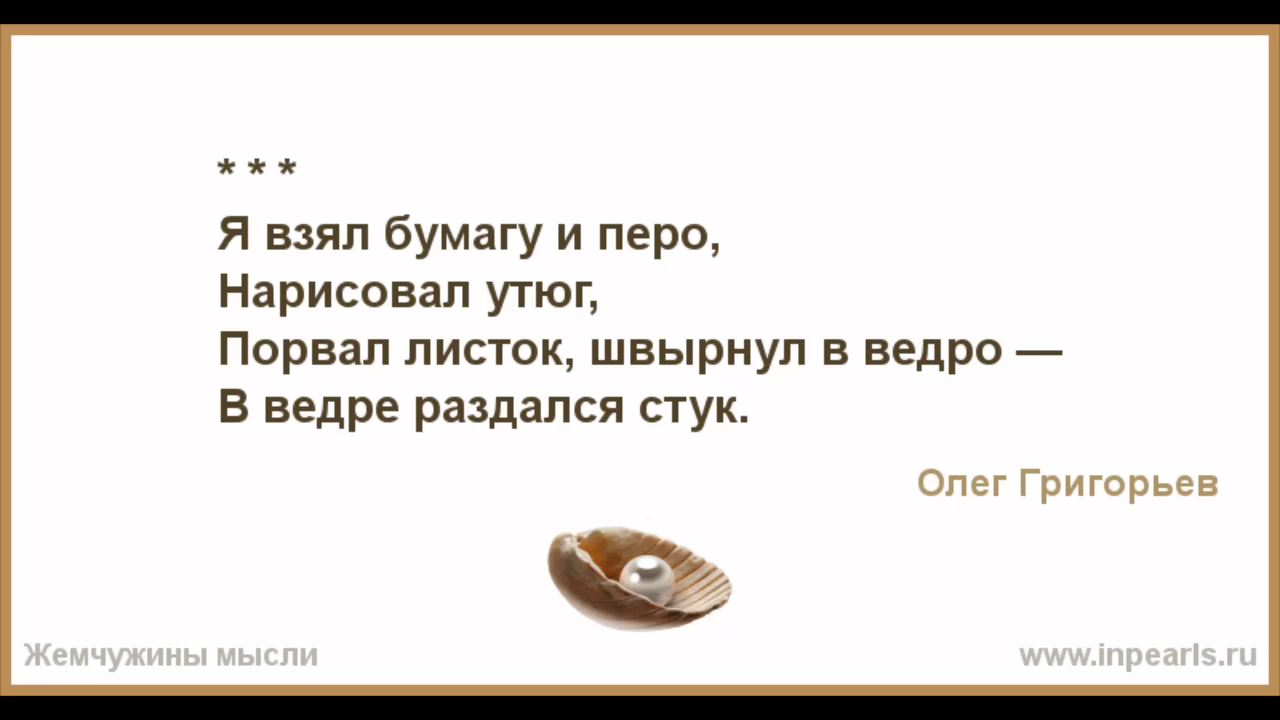 * * *
Я взял бумагу и перо,
Нарисовал утюг,
Порвал листок, швырнул в ведро —
В ведре раздался стук.
Олег Григорьев
Жемчужины мысли
www.inpearls.ru